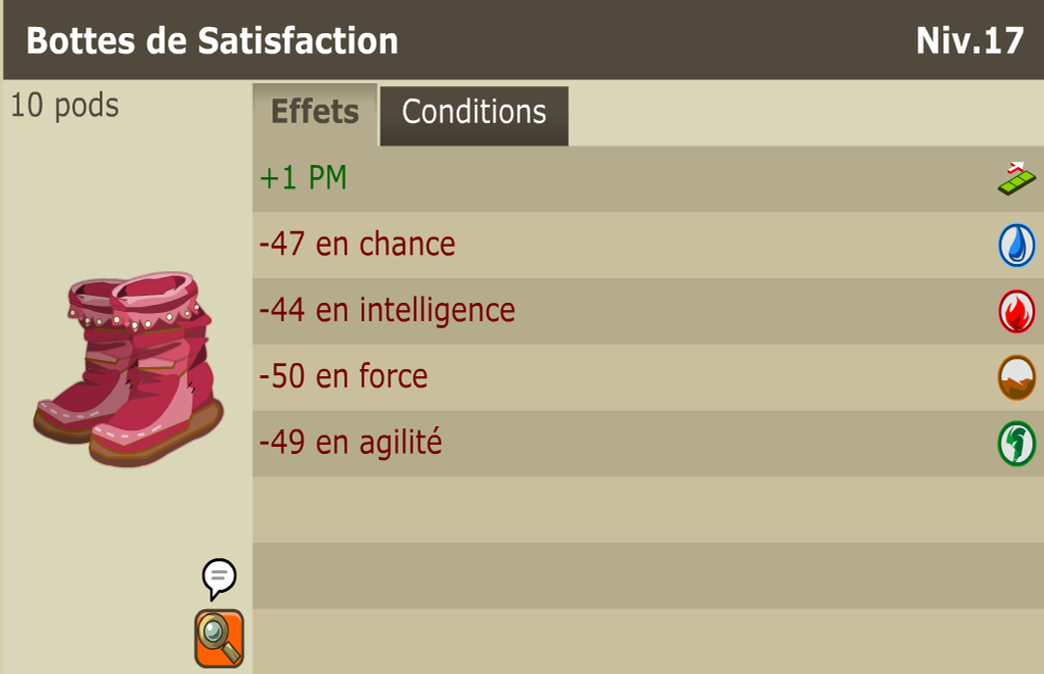 Bottes de Satisfaction
Niv.17
10 pods
Effets
Conditions
+1 PM
-47 en chance
-44 en intelligence
-50 en force
-49 en agilité